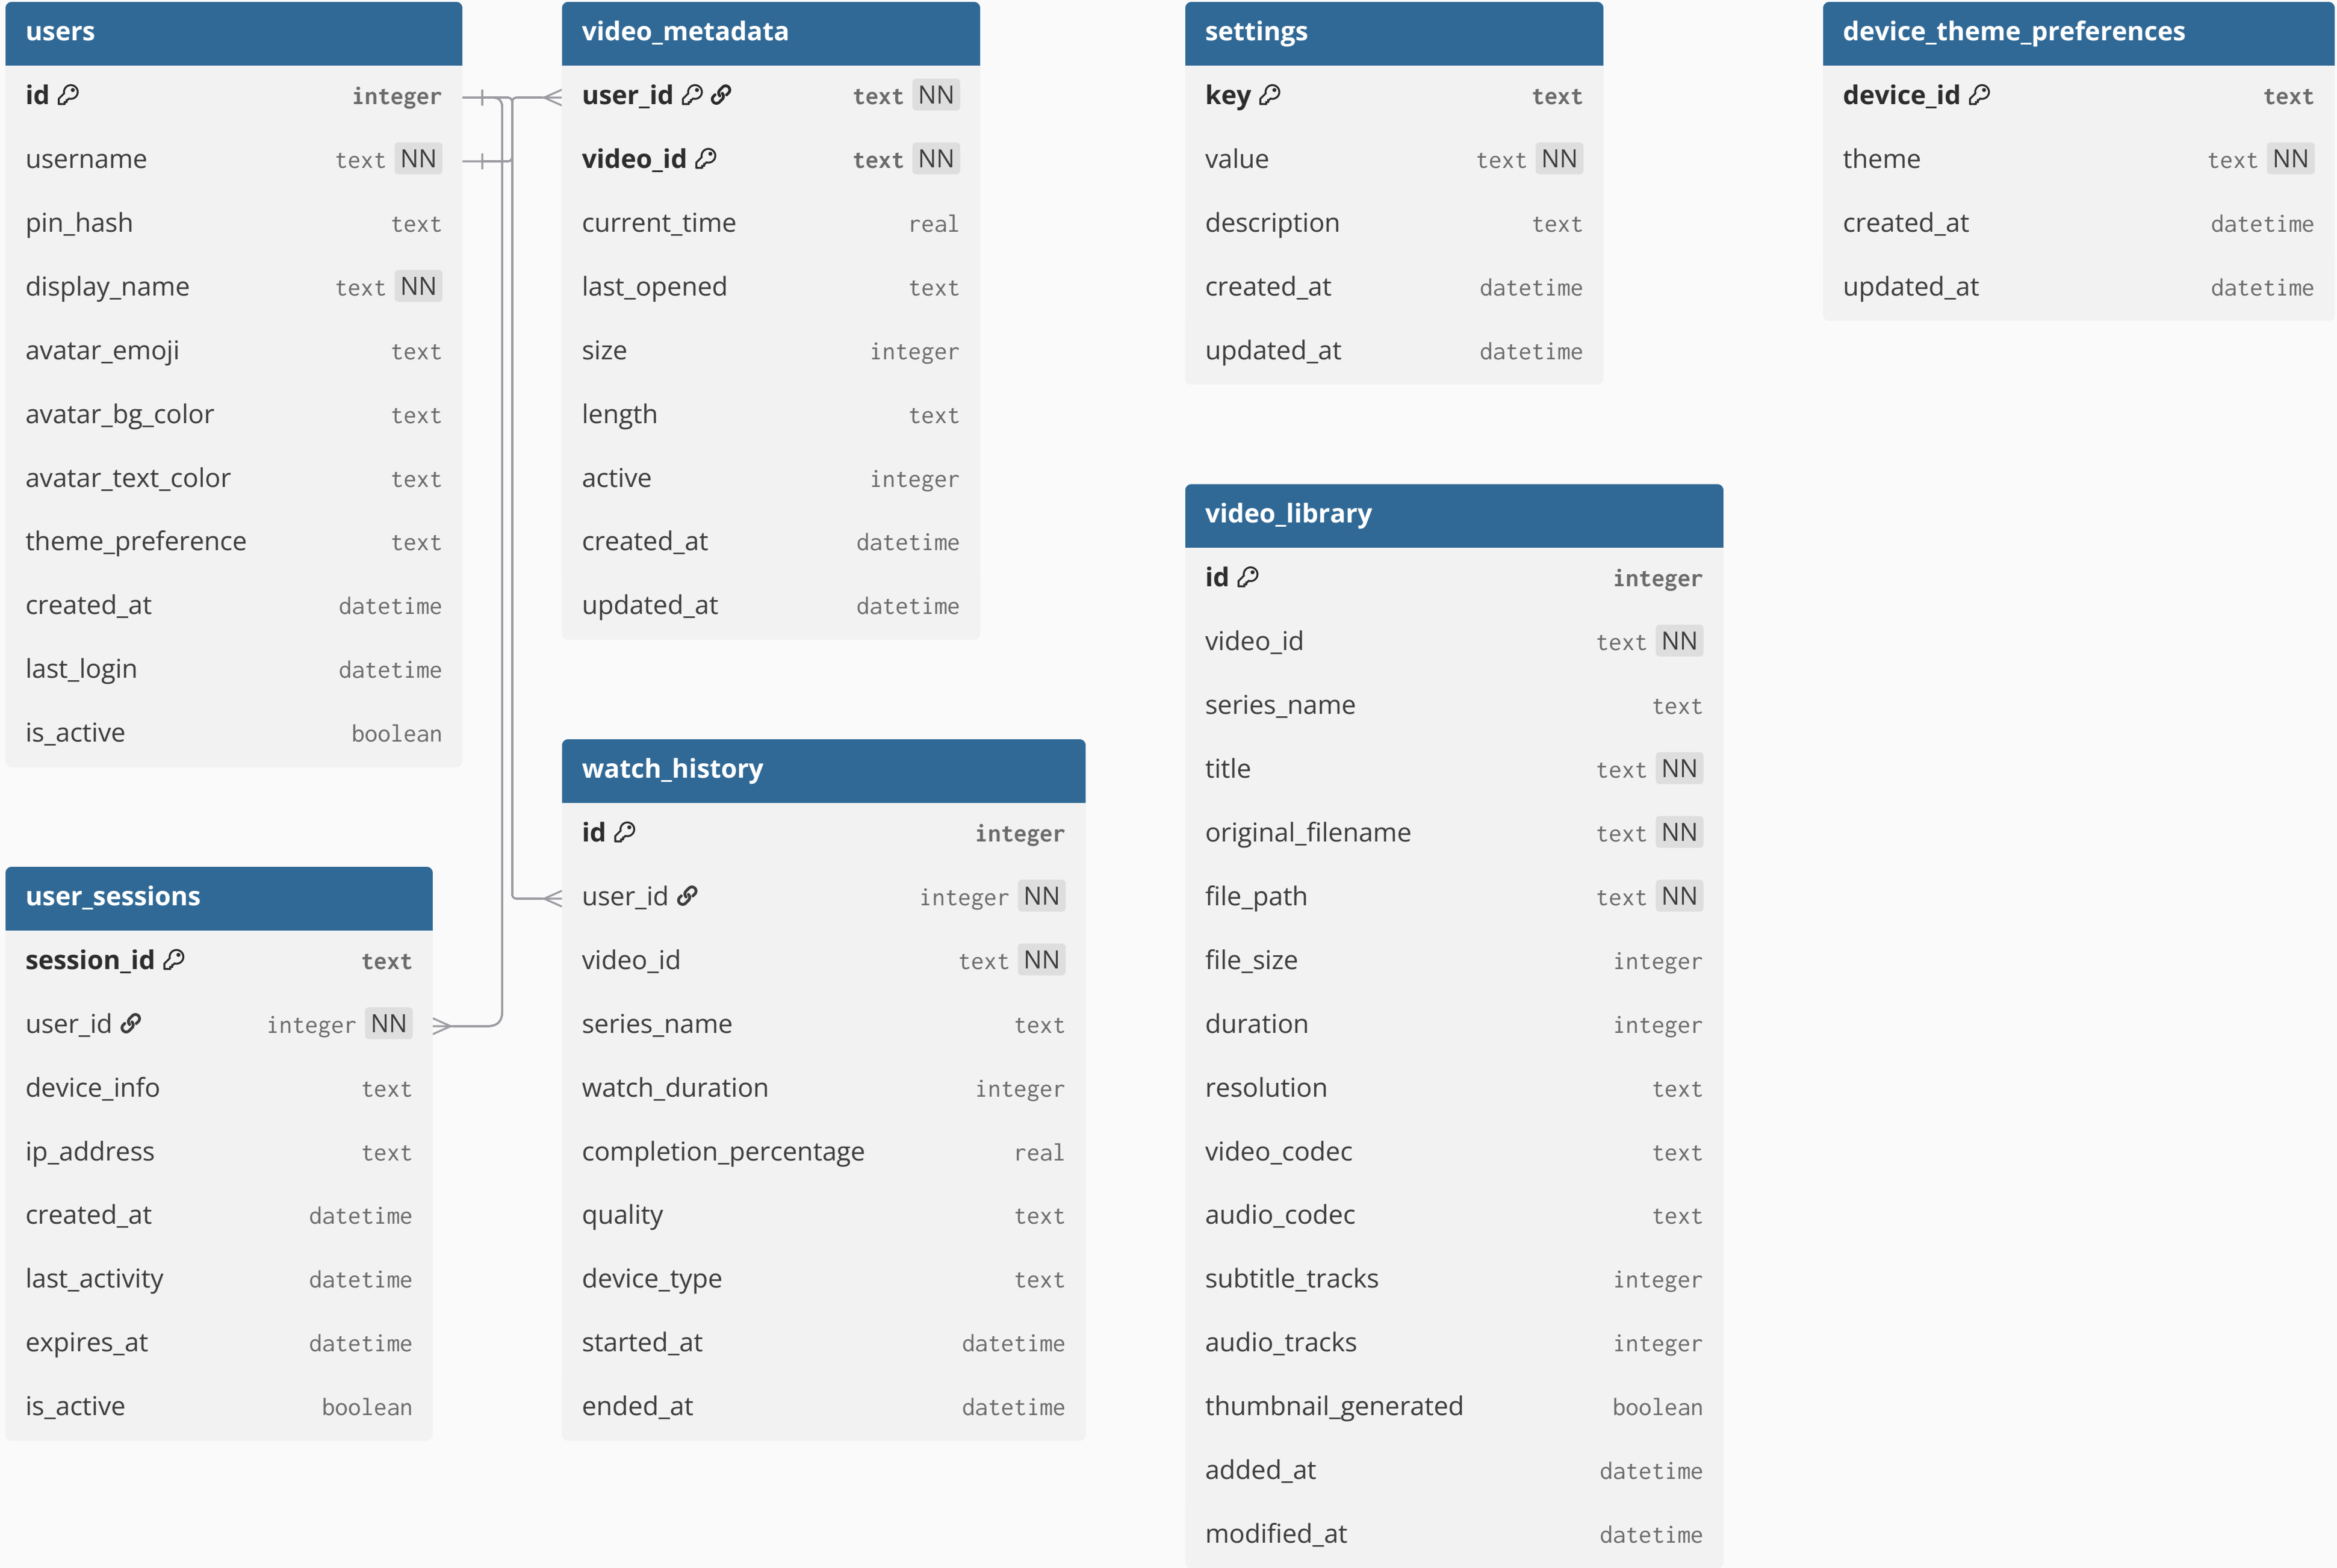 users
id integer
username text NN
pin_hash text
display_name text NN
avatar_emoji text
avatar_bg_color text
avatar_text_color text
theme_preference text
created_at datetime
last_login datetime
is_active boolean
user_sessions
session_id text
user_id integer NN
device_info text
ip_address text
created_at datetime
last_activity datetime
expires_at datetime
is_active boolean
video_metadata
user_id text NN
video_id text NN
current_time real
last_opened text
size integer
length text
active integer
created_at datetime
updated_at datetime
watch_history
id integer
user_id integer NN
video_id text NN
series_name text
watch_duration integer
completion_percentage real
quality text
device_type text
started_at datetime
ended_at datetime
settings
key text
value text NN
description text
created_at datetime
updated_at datetime
video_library
id integer
video_id text NN
series_name text
title text NN
original_filename text NN
file_path text NN
file_size integer
duration integer
resolution text
video_codec text
audio_codec text
subtitle_tracks integer
audio_tracks integer
thumbnail_generated boolean
added_at datetime
modified_at datetime
device_theme_preferences
device_id text
theme text NN
created_at datetime
updated_at datetime